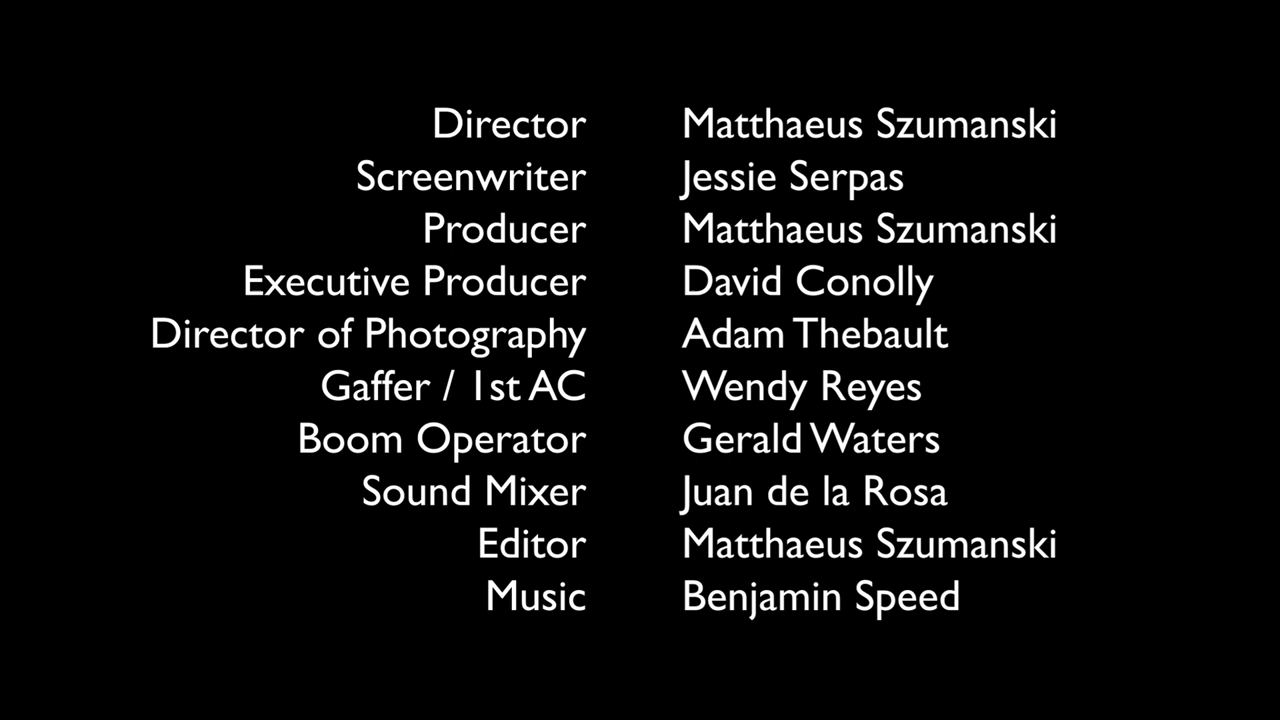 Director Matthaeus Szumanski
Screenwriter Jessie Serpas
Producer Matthaeus Szumanski
Executive Producer David Conolly
Director of Photography Adam Thebault
Gaffer / 1st AC Wendy Reyes
Boom Operator Gerald Waters
Sound Mixer Juan de la Rosa
Editor Matthaeus Szumanski
Music Benjamin Speed